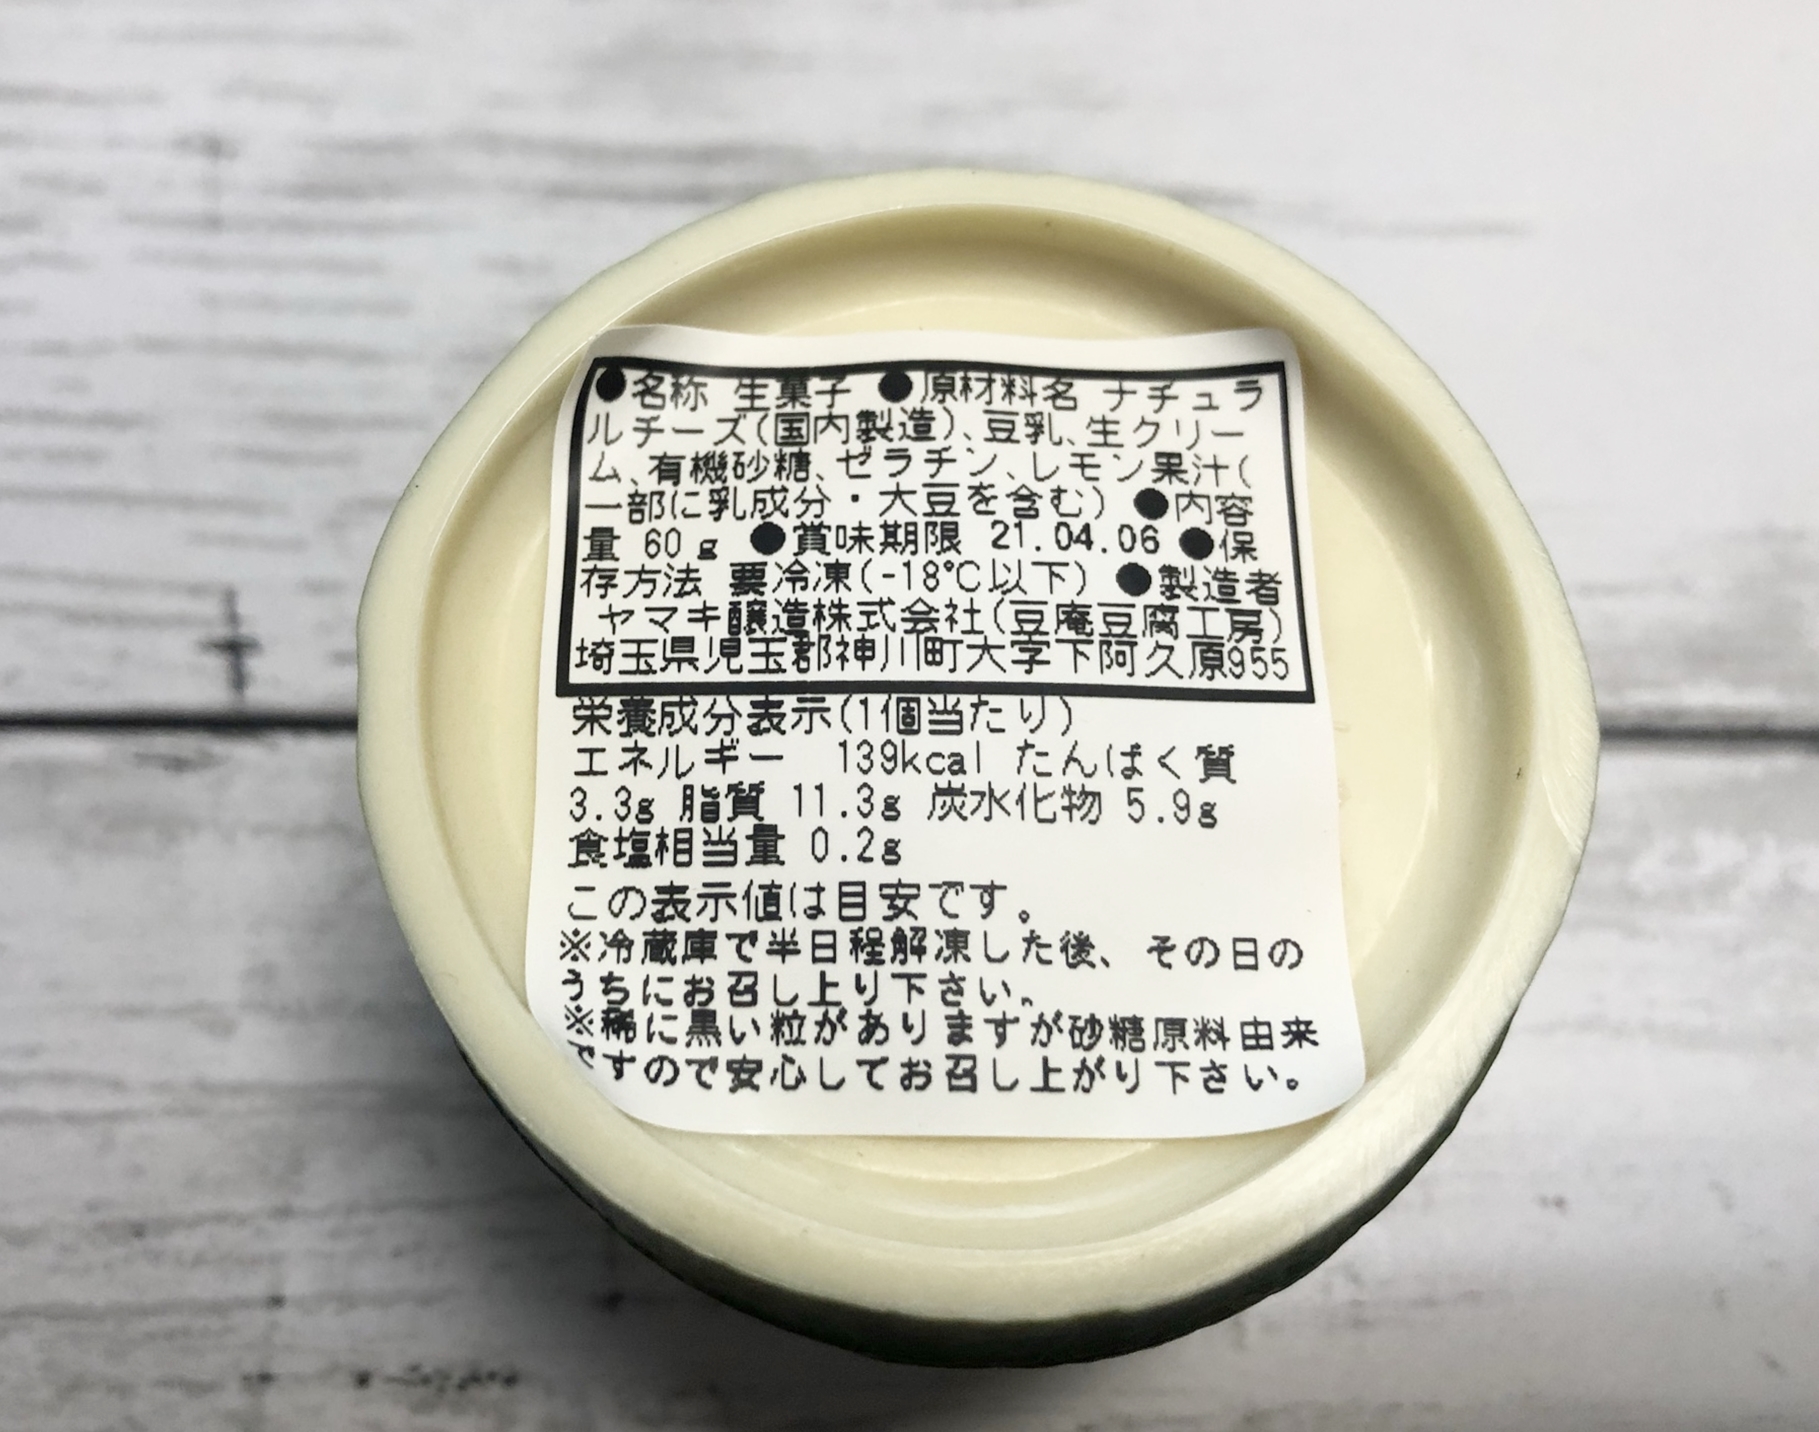 ●名称 生菓子 ●原材料名 ナチュラ
ルチーズ(国内製造)、豆乳、生クリー
ム、有機砂糖、ゼラチン、レモン果汁(
一部に乳成分・大豆を含む) ●内容
量 60g ●賞味期限 21.04.06 ●保
存方法 要冷凍(-18℃以下) ●製造者
ヤマキ醸造株式会社(豆庵豆腐工房)
埼玉県児玉郡神川町大字下阿久原955
栄養成分表示(1個当たり)
エネルギー 139kcal たんぱく質
3.3g 脂質 11.3g 炭水化物 5.9g
食塩相当量 0.2g
この表示値は目安です。
※冷蔵庫で半日程解凍した後、その日の
うちにお召し上り下さい。
※稀に黒い粒がありますが砂糖原料由来
ですので安心してお召し上がり下さい。